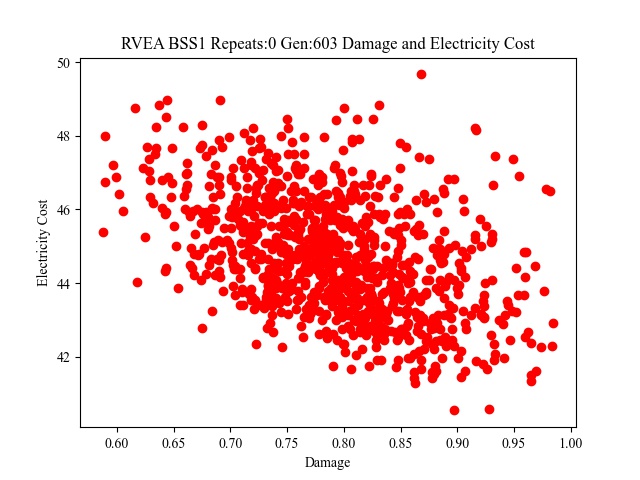 RVEA BSS1 Repeats:0 Gen:603 Damage and Electricity Cost
50
48
46
44
42
Electricity Cost
0.60 0.65 0.70 0.75 0.80 0.85 0.90 0.95 1.00
Damage